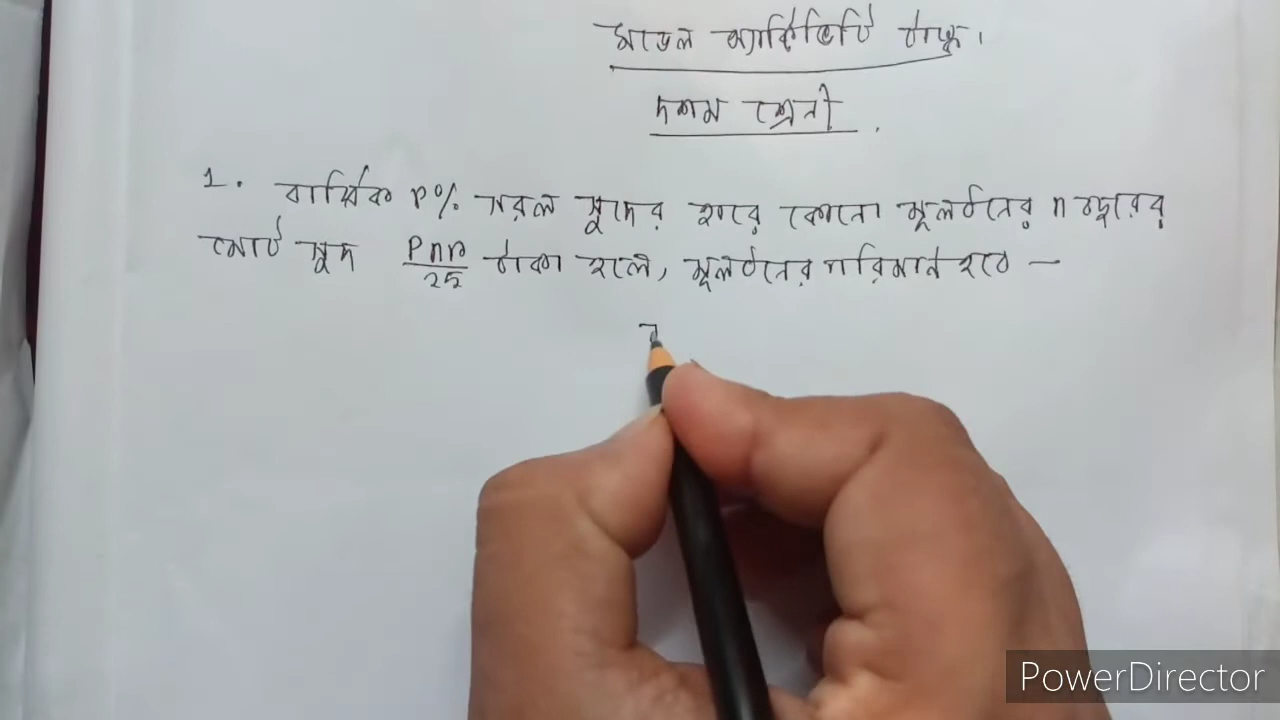 মডেল অ্যাক্টিভিটি টাস্ক।
দশম শ্রেনী.
1. বার্ষিক r% সরল সুদের হারে কোনো মূলধনের n বছরের
মোট সুদ Pnr/25 টাকা হলে, মূলধনের পরিমান হবে —
PowerDirector